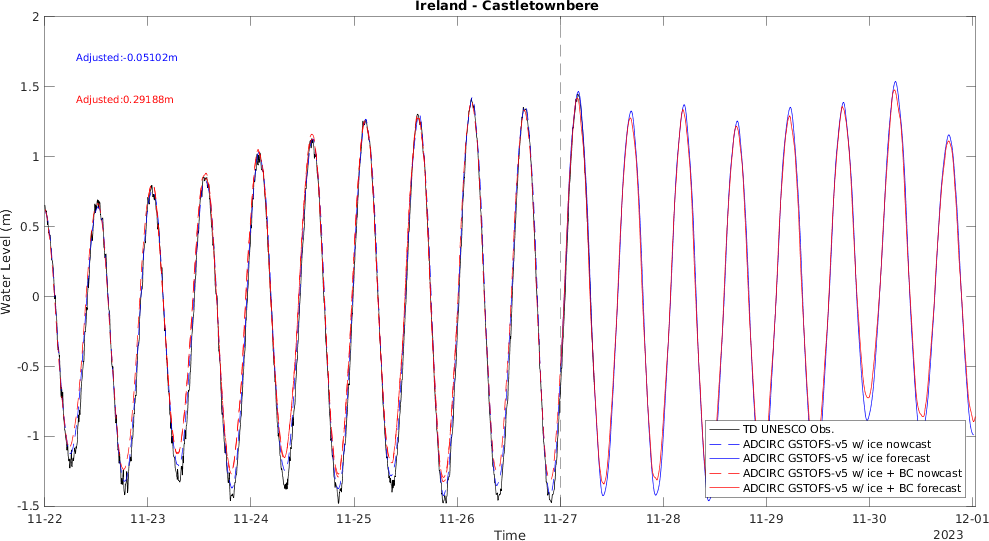 Ireland - Castletownbere
Adjusted:-0.05102m
Adjusted:0.29188m
Water Level (m)
2
1.5
1
0.5
0
-0.5
-1
-1.5
TD UNESCO Obs.
ADCIRC GSTOFS-v5 w/ ice nowcast
ADCIRC GSTOFS-v5 w/ ice forecast
ADCIRC GSTOFS-v5 w/ ice + BC nowcast
ADCIRC GSTOFS-v5 w/ ice + BC forecast
11-22 11-23 11-24 11-25 11-26 11-27 11-28 11-29 11-30 12-01
Time
2023